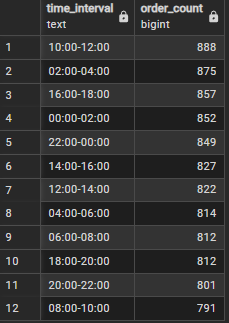 time_interval order_count
text bigint
1 10:00-12:00 888
2 02:00-04:00 875
3 16:00-18:00 857
4 00:00-02:00 852
5 22:00-00:00 849
6 14:00-16:00 827
7 12:00-14:00 822
8 04:00-06:00 814
9 06:00-08:00 812
10 18:00-20:00 812
11 20:00-22:00 801
12 08:00-10:00 791